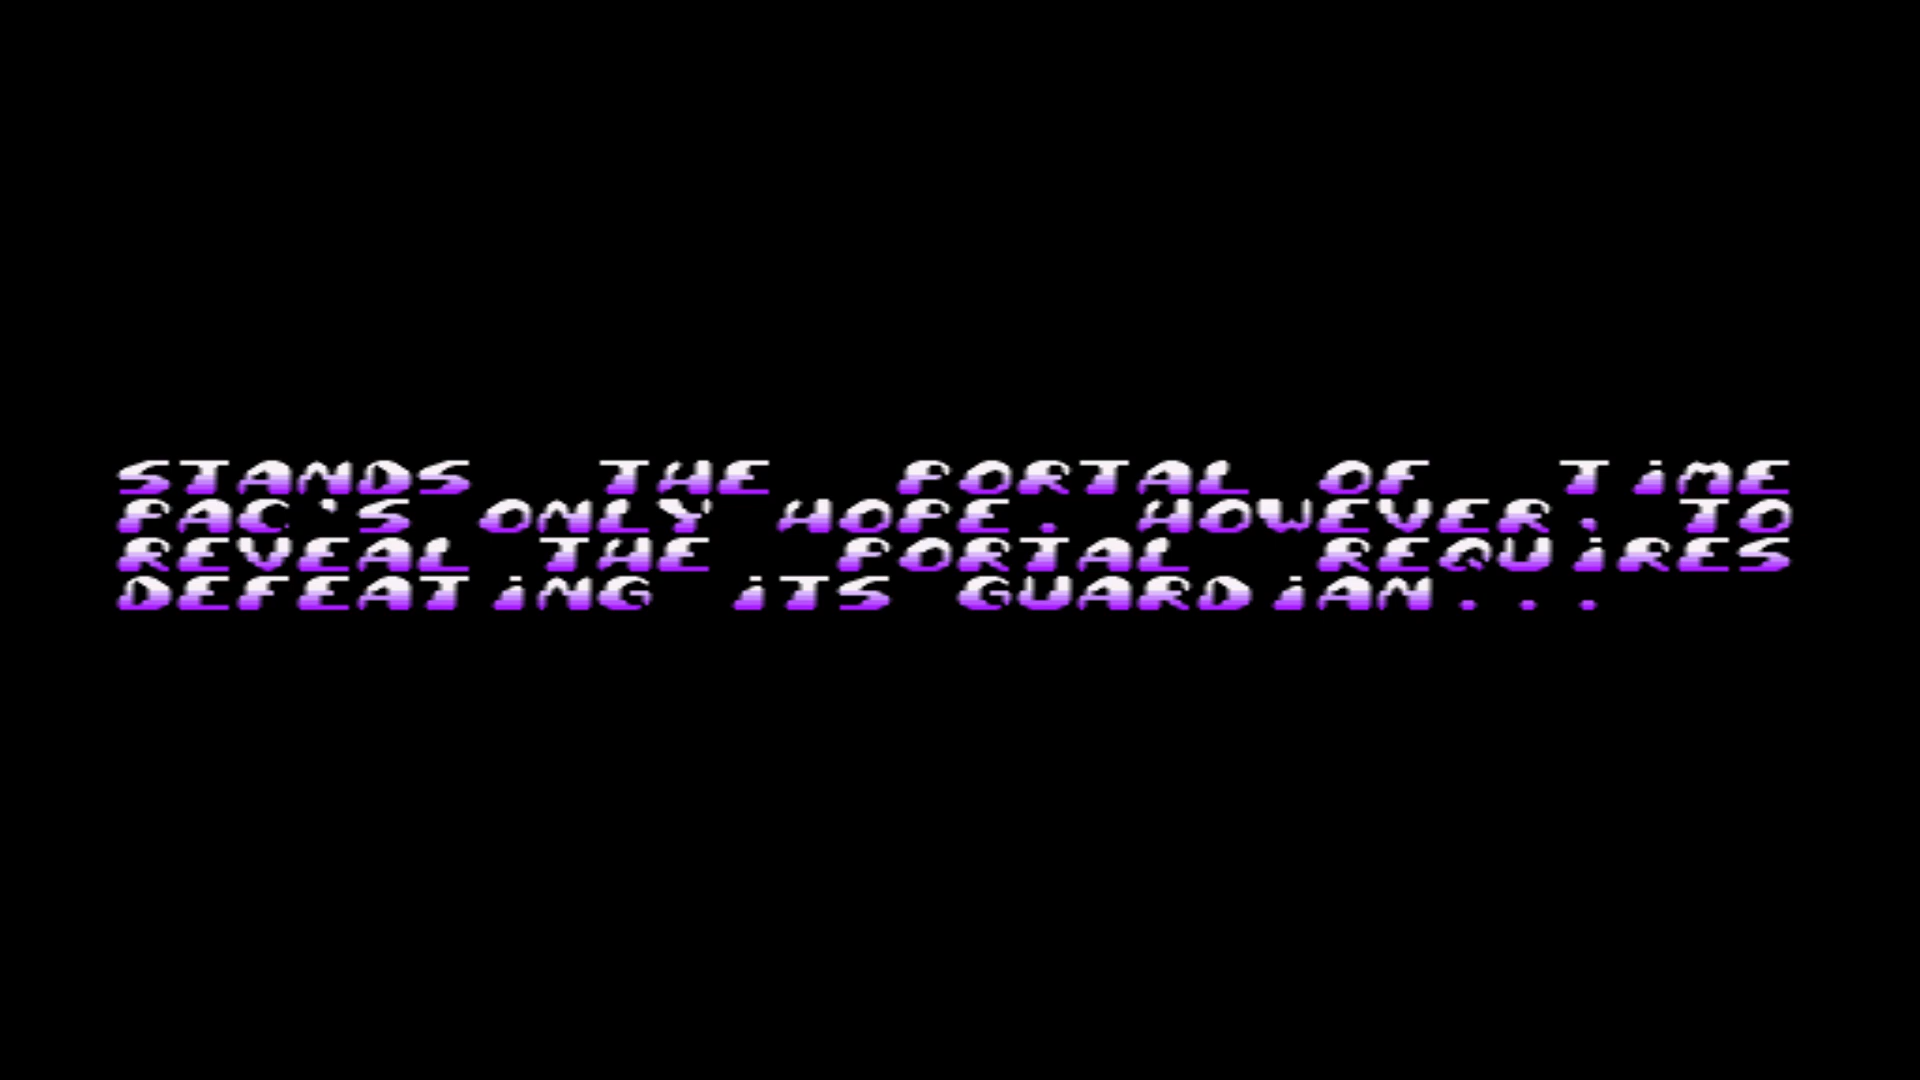 STANDS THE PORTAL OF TiME
PAC'S ONLY HOPE. HOWEVER, TO
REVEAL THE PORTAL REQUiRES
DEFEATiNG iTS GUARDiAN...